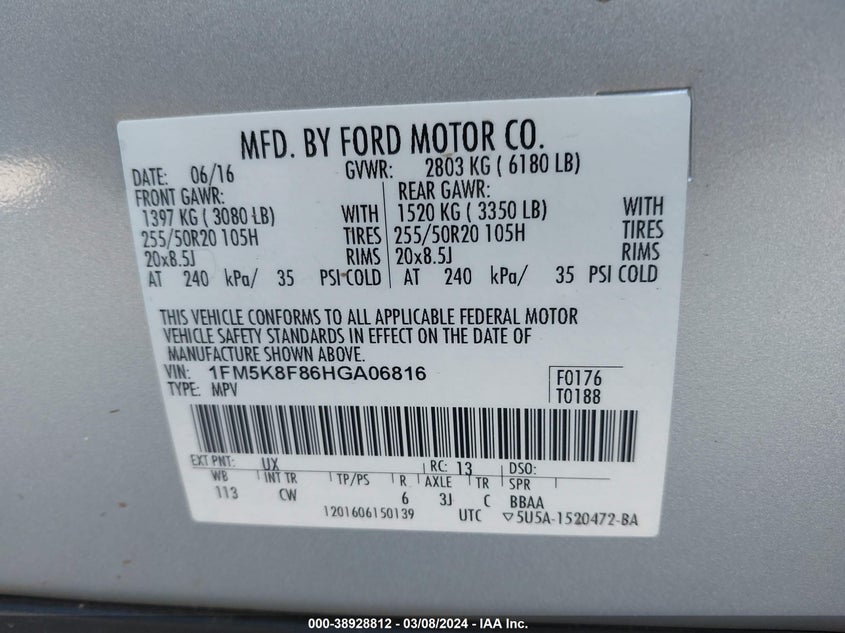 MFD. BY FORD MOTOR CO.
DATE: 06/16 GVWR: 2803 KG ( 6180 LB)
FRONT GAWR: REAR GAWR:
1397 KG ( 3080 LB) WITH 1520 KG ( 3350 LB) WITH
255/50R20 105H TIRES 255/50R20 105H TIRES
20x8.5J RIMS 20x8.5J RIMS
AT 240 kPa/ 35 PSI COLD AT 240 kPa/ 35 PSI COLD
THIS VEHICLE CONFORMS TO ALL APPLICABLE FEDERAL MOTOR
VEHICLE SAFETY STANDARDS IN EFFECT ON THE DATE OF
MANUFACTURE SHOWN ABOVE.
VIN: 1FM5K8F86HGA06816 F0176
TYPE: MPV T0188
EXT PNT: UX RC: 13 DSO:
WB INT TR TP/PS R AXLE TR SPR
113 CW 6 3J C BBAA
1201606150139 UTC ▽5U5A-1520472-BA
000-38928812 - 03/08/2024 - IAA Inc.